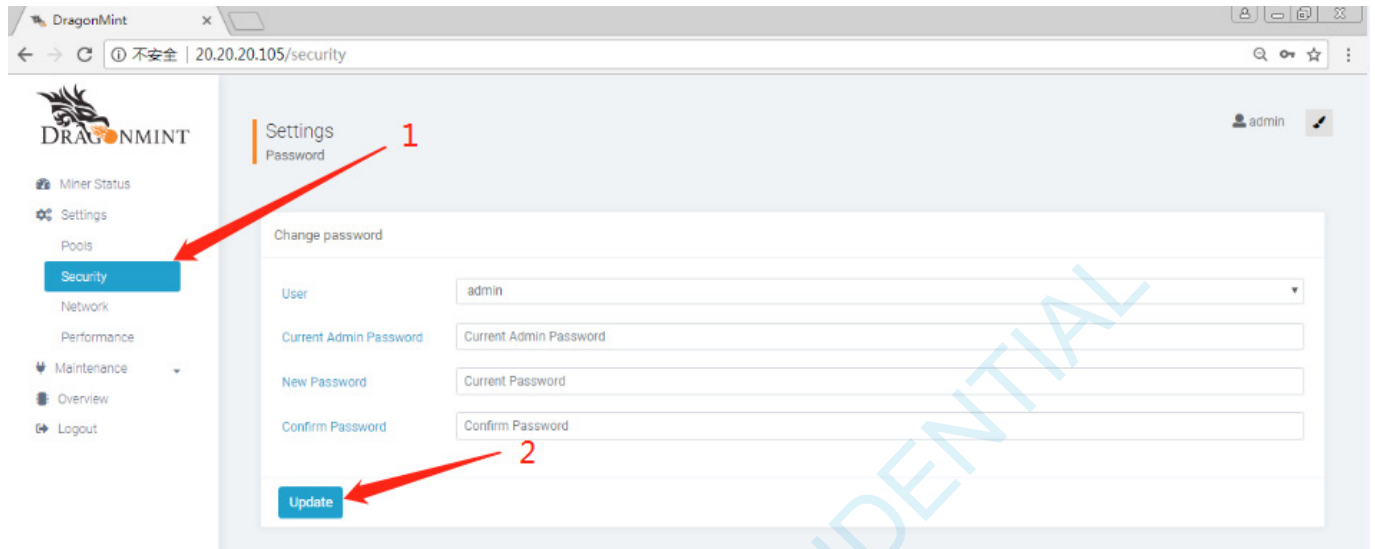 DragonMint
不安全 | 20.20.20.105/security
DRAGONMINT
admin
Settings
Password
1
Miner Status
Settings
Pools
Security
Network
Performance
Maintenance
Overview
Logout
Change password
User
admin
Current Admin Password
Current Admin Password
New Password
Current Password
Confirm Password
Confirm Password
2
Update
IDENTIAL